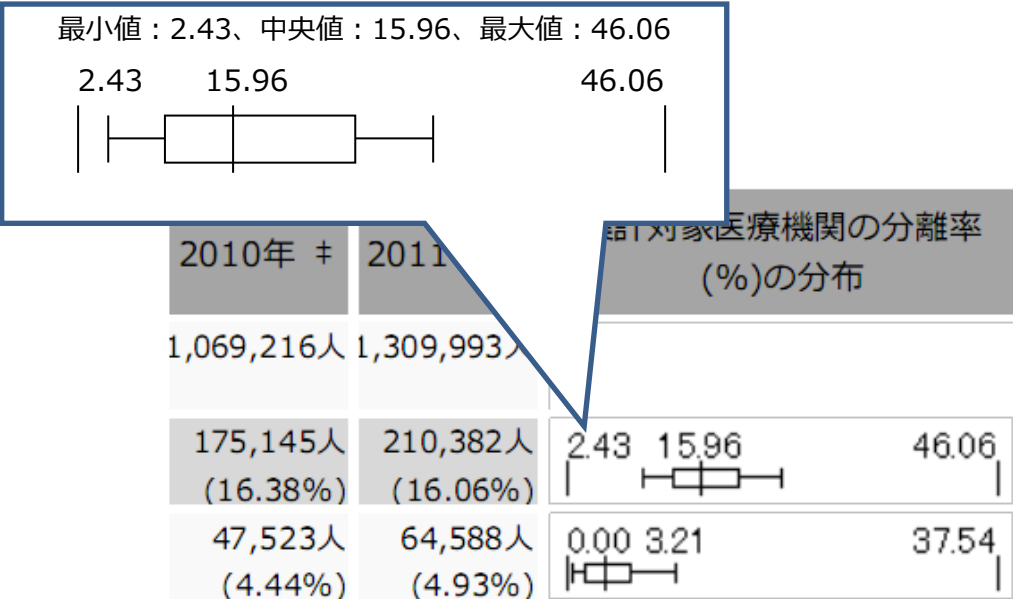 最小値：2.43、中央値：15.96、最大値：46.06
2.43 15.96 46.06
2010年 ‡ 2011 計対象医療機関の分離率
(%)の分布
1,069,216人 1,309,993人
175,145人 210,382人 2.43 15.96 46.06
(16.38%) (16.06%)
47,523人 64,588人 0.00 3.21 37.54
(4.44%) (4.93%)